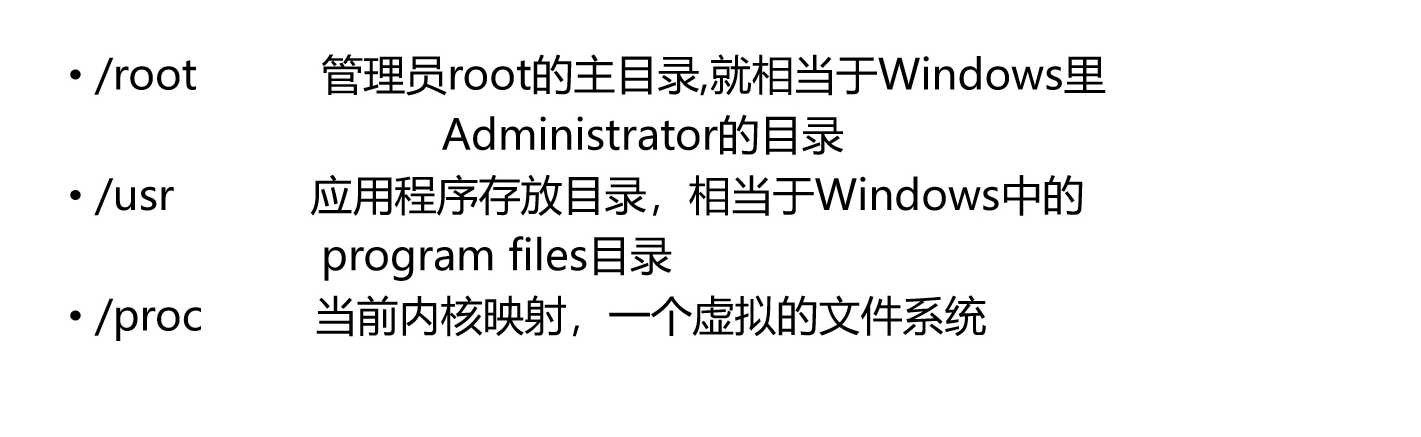 • /root 管理员root的主目录,就相当于Windows里
Administrator的目录
• /usr 应用程序存放目录，相当于Windows中的
program files目录
• /proc 当前内核映射，一个虚拟的文件系统